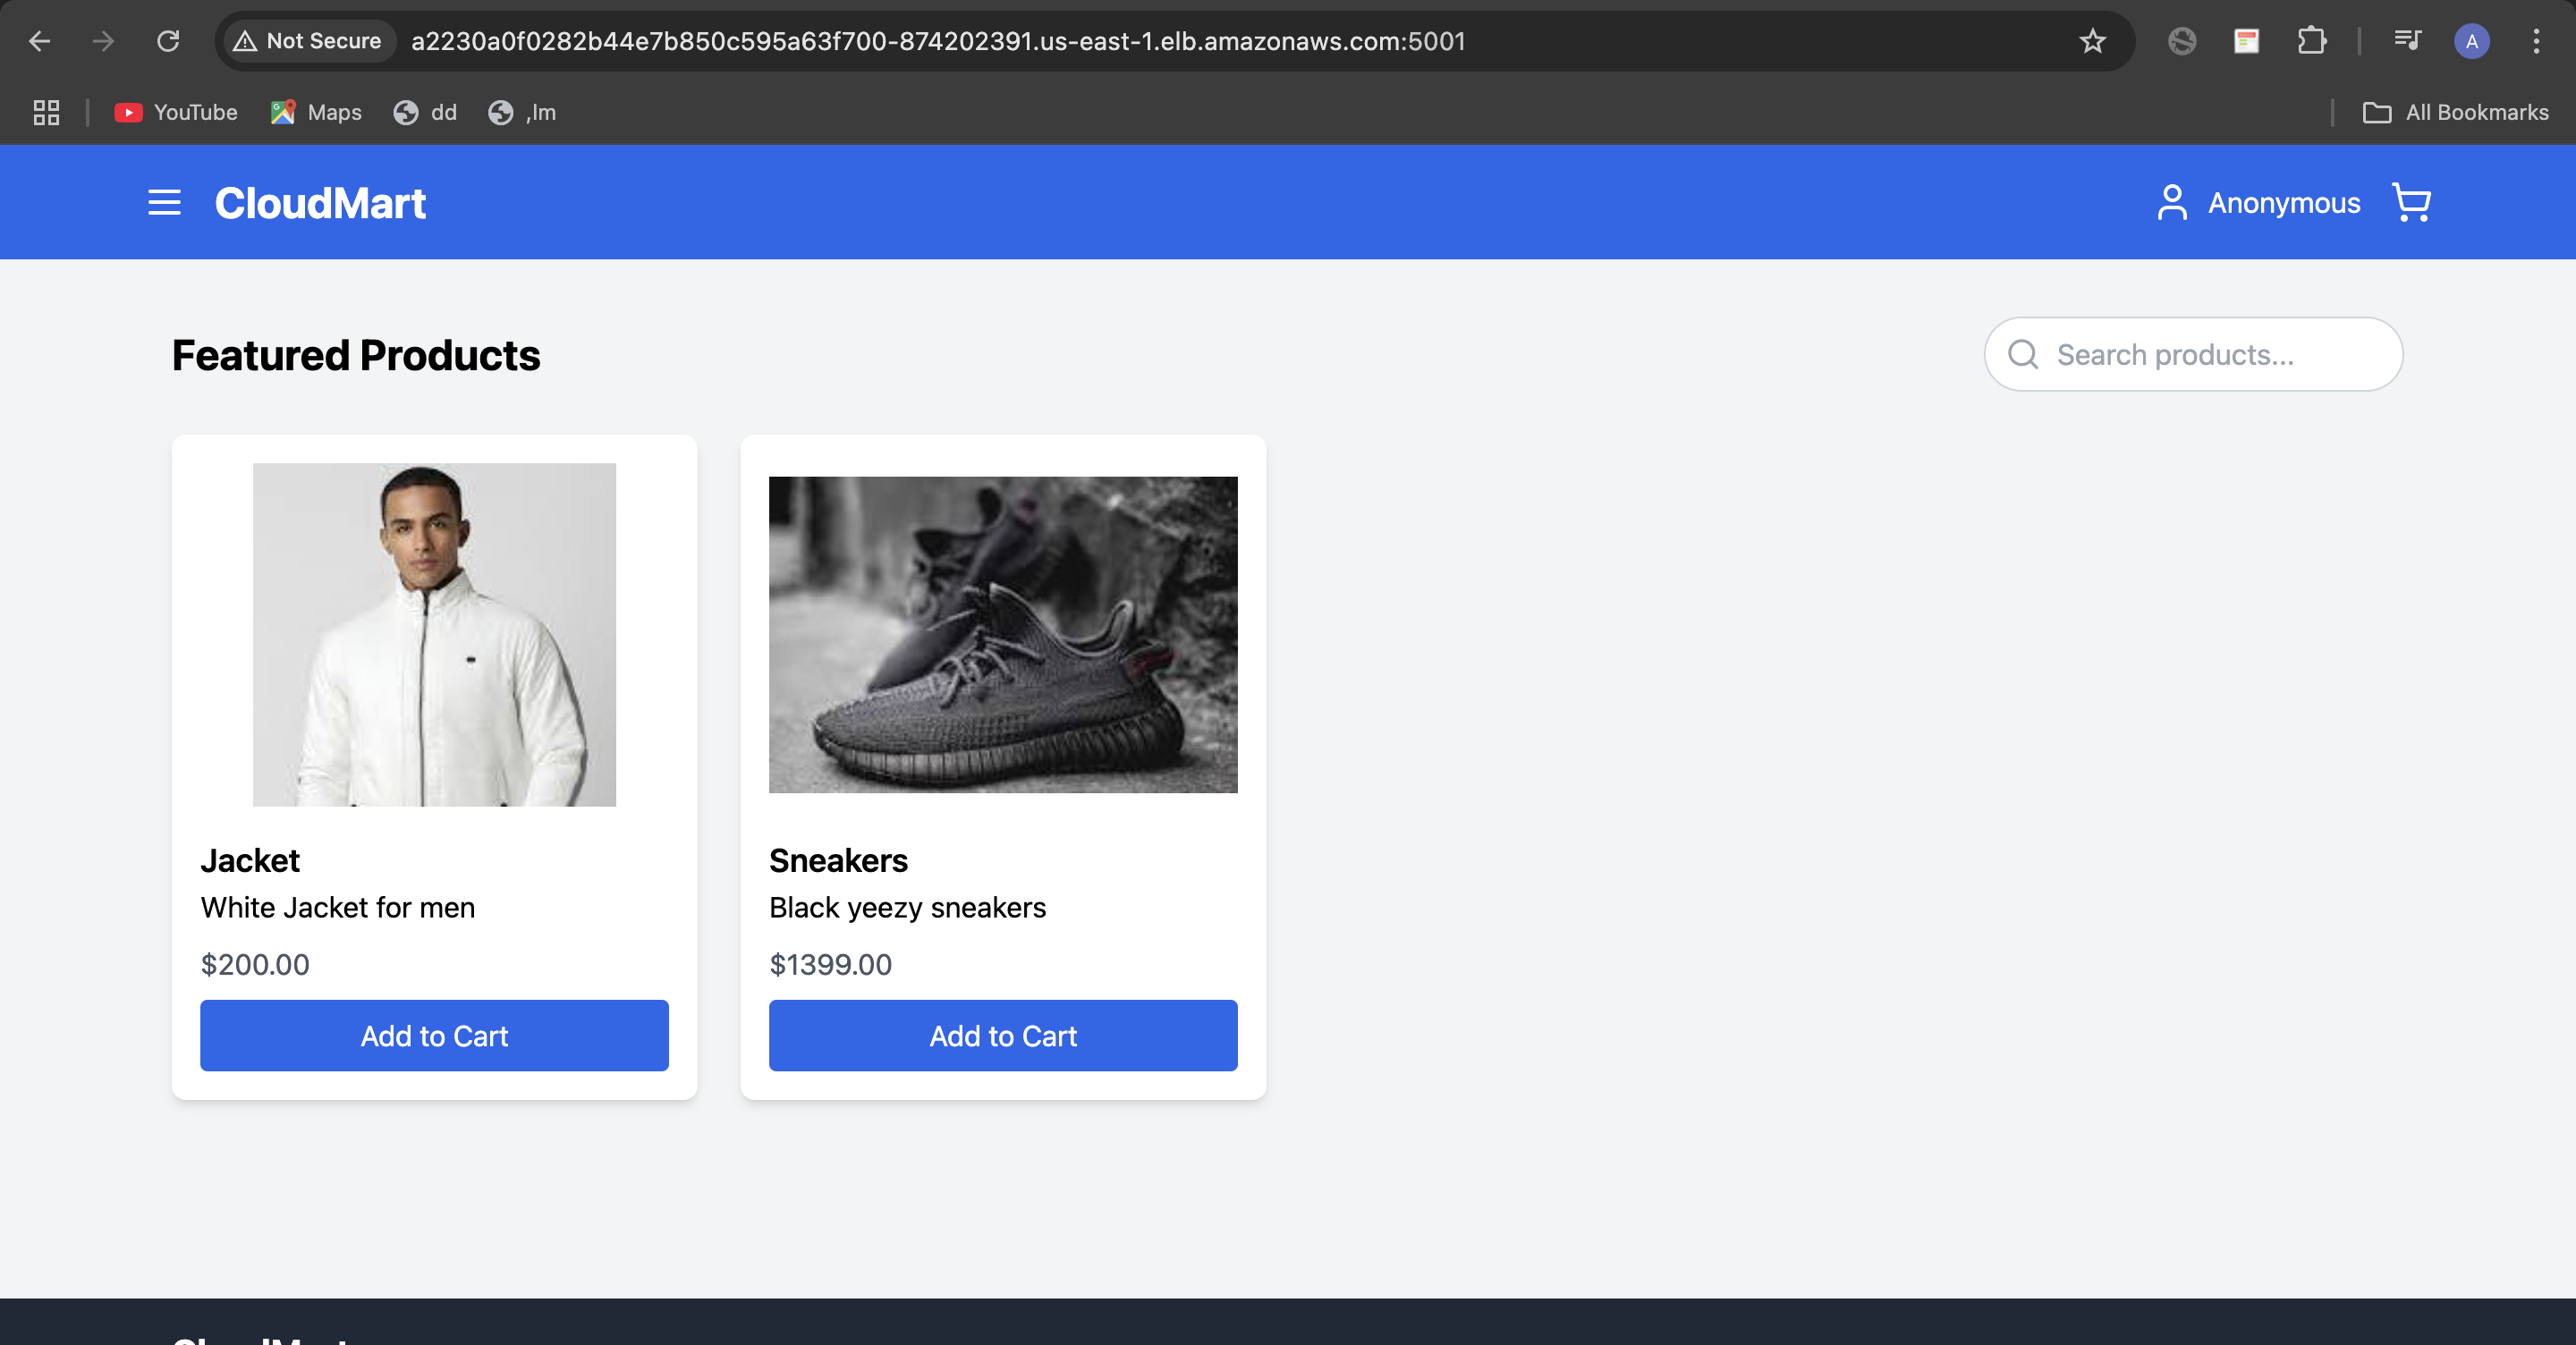 Not Secure a2230a0f0282b44e7b850c595a63f700-874202391.us-east-1.elb.amazonaws.com:5001 A
YouTube Maps dd ,lm All Bookmarks
CloudMart Anonymous
Featured Products Search products...
Jacket
White Jacket for men
$200.00
Add to Cart
Sneakers
Black yeezy sneakers
$1399.00
Add to Cart
CloudMart